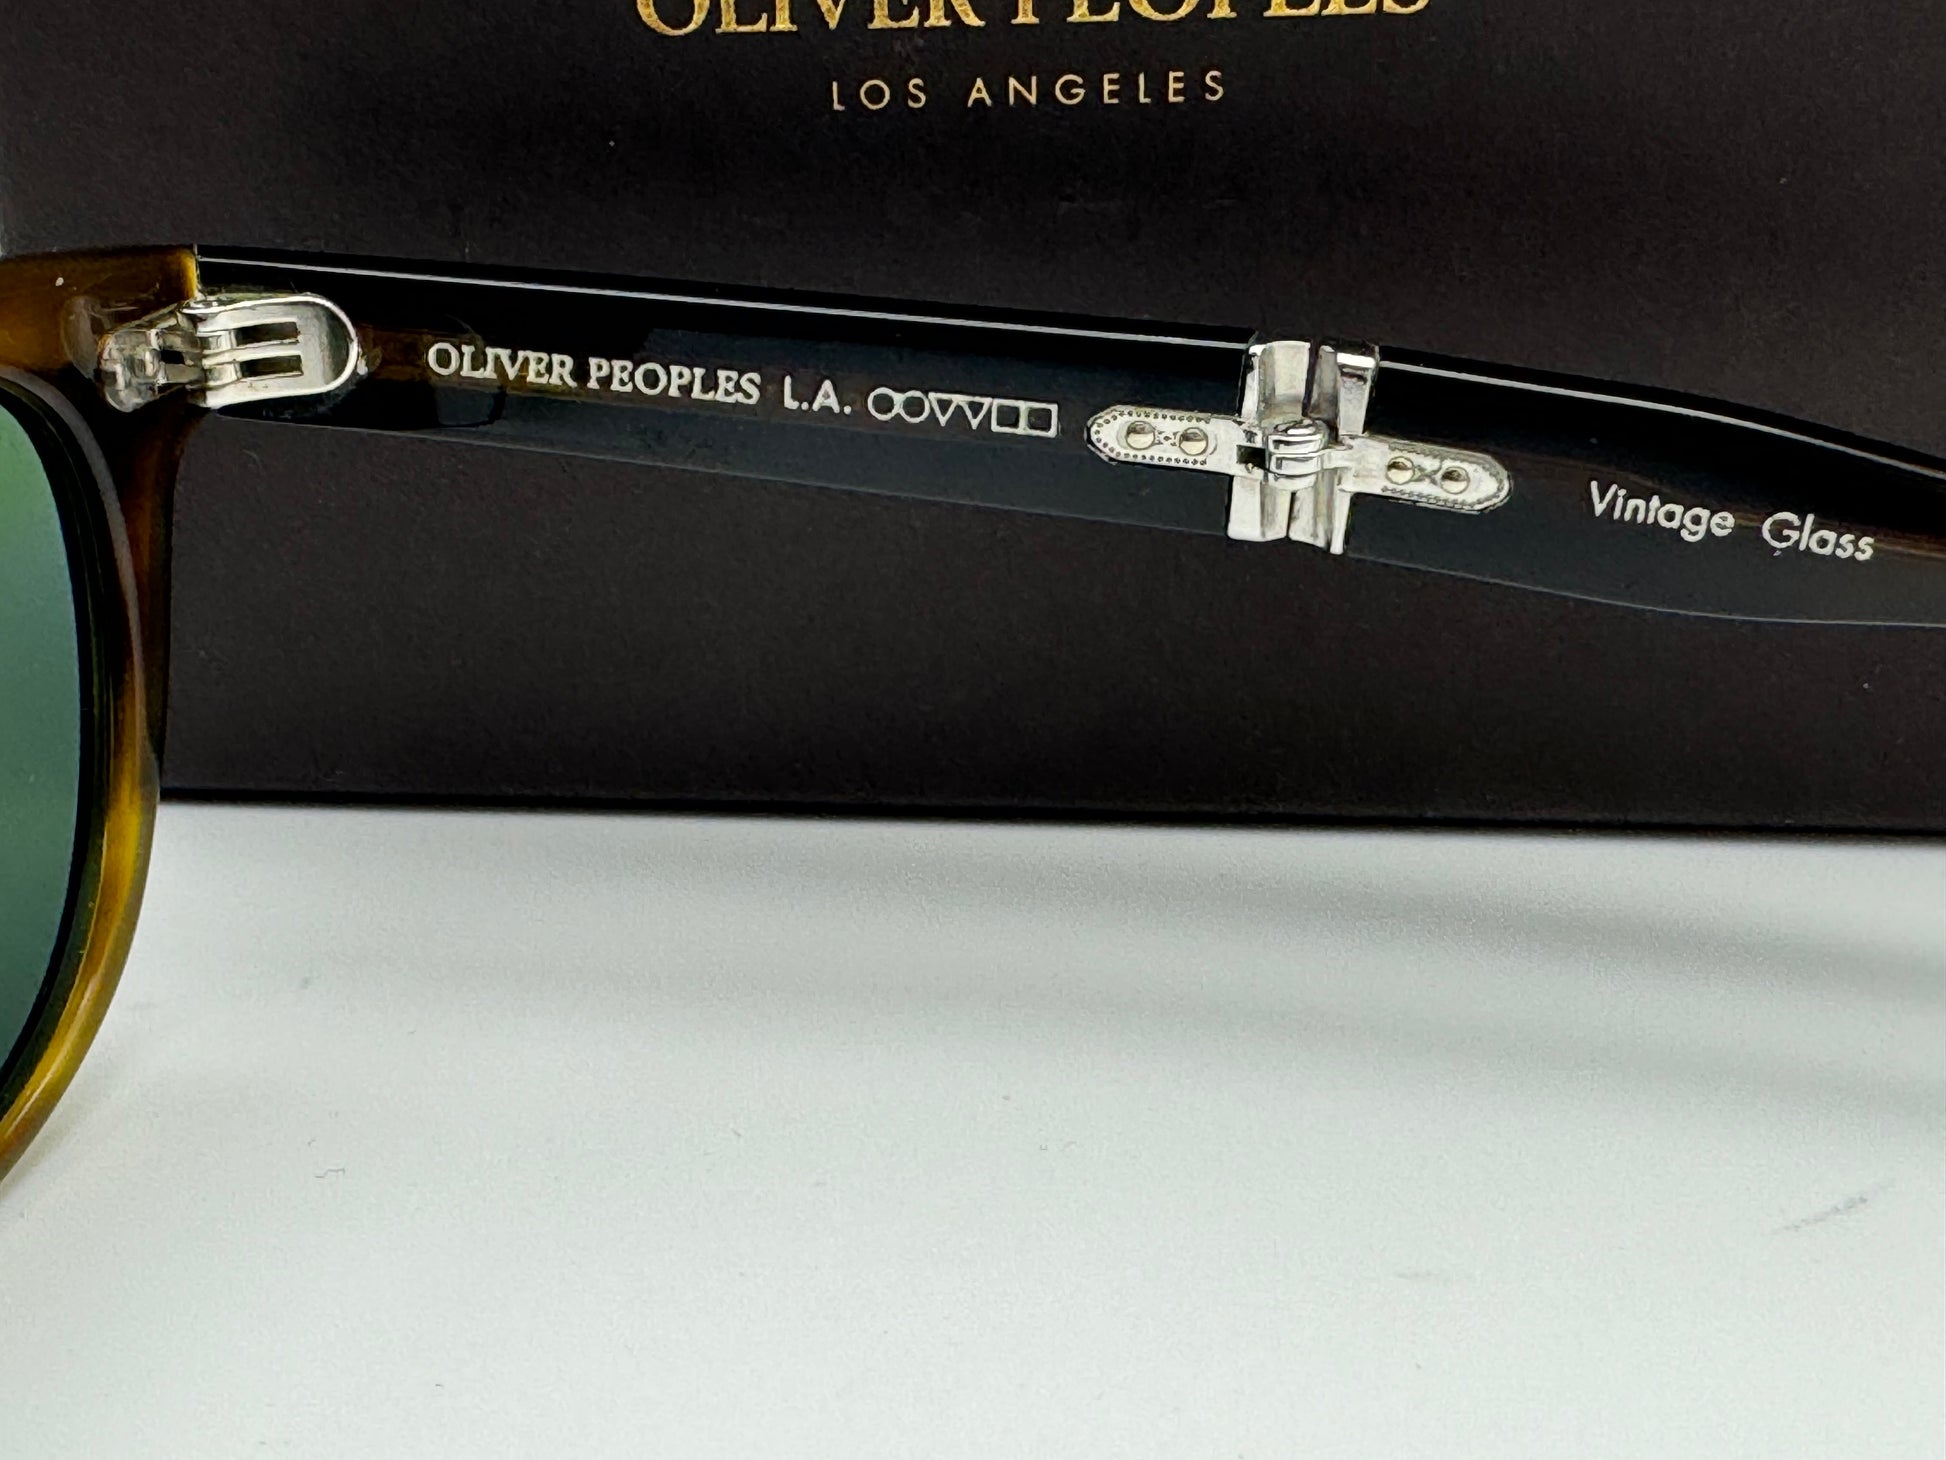 OLIVER PEOPLES
LOS ANGELES
OLIVER PEOPLES L.A.
Vintage Glass